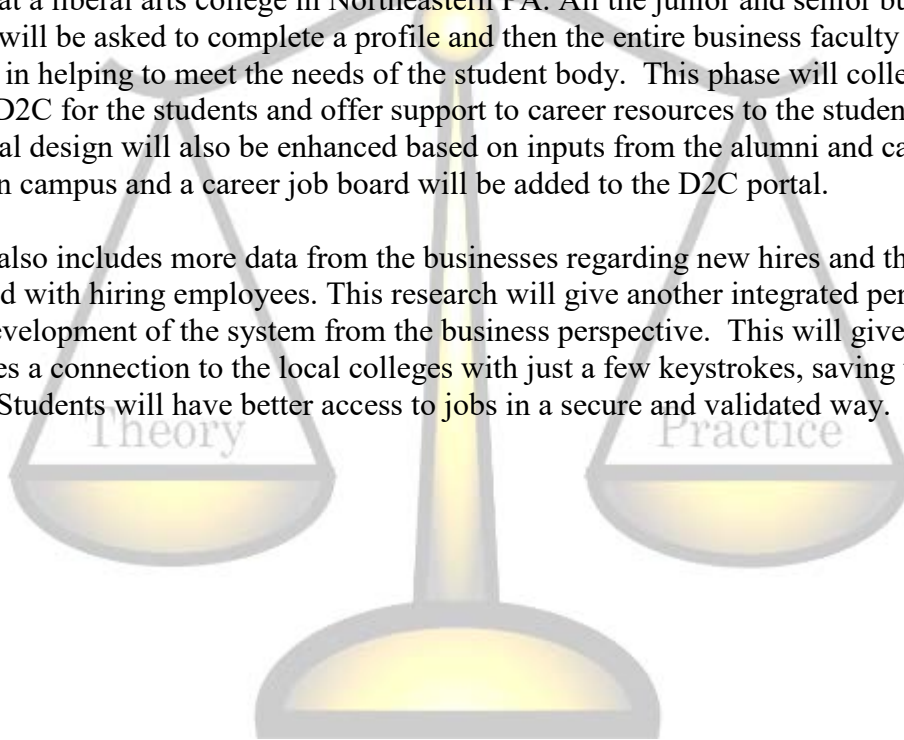 at a liberal arts college in Northeastern PA. All the junior and senior bu
will be asked to complete a profile and then the entire business faculty
in helping to meet the needs of the student body. This phase will colle
D2C for the students and offer support to career resources to the studen
al design will also be enhanced based on inputs from the alumni and ca
n campus and a career job board will be added to the D2C portal.
also includes more data from the businesses regarding new hires and th
d with hiring employees. This research will give another integrated per
evelopment of the system from the business perspective. This will give
es a connection to the local colleges with just a few keystrokes, saving
Students will have better access to jobs in a secure and validated way.
Theory Practice